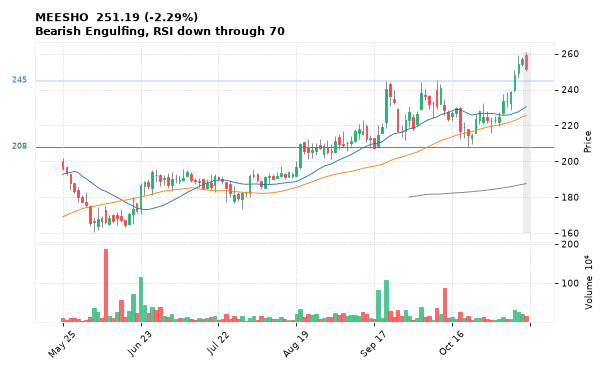 MEESHO 251.19 (-2.29%)
Bearish Engulfing, RSI down through 70
260
245
240
220
208
200
180
160
Price
200
100
Volume 10⁶
May 25
Jun 23
Jul 22
Aug 19
Sep 17
Oct 16